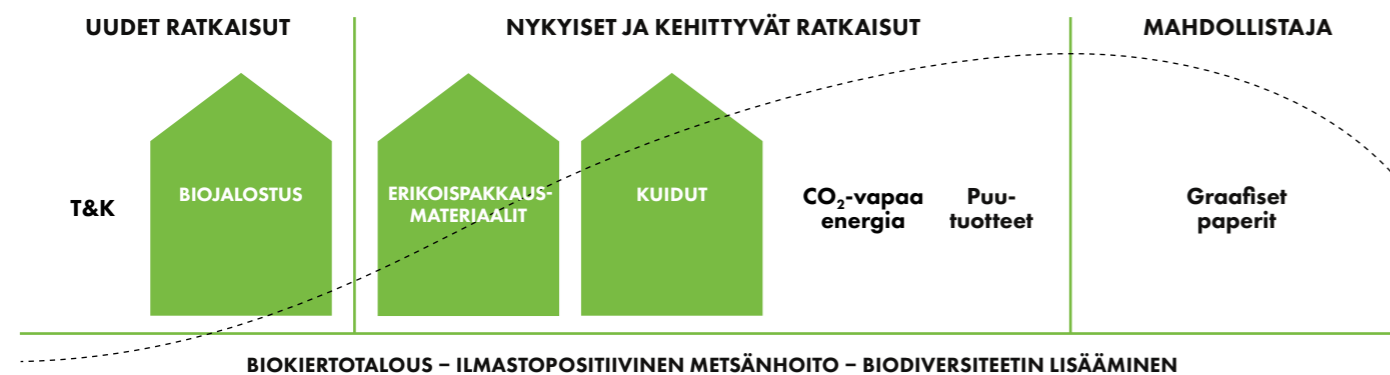 UUDET RATKAISUT
NYKYISET JA KEHITTYVÄT RATKAISUT
MAHDOLLISTAJA
T&K
BIOJALOSTUS
ERIKOISPAKKAUS-
MATERIAALIT
KUIDUT
CO₂-vapaa
energia
Puu-
tuotteet
Graafiset
paperit
BIOKIERTOTALOUS – ILMASTOPOSITIIVINEN METSÄNHOITO – BIODIVERSITEETIN LISÄÄMINEN